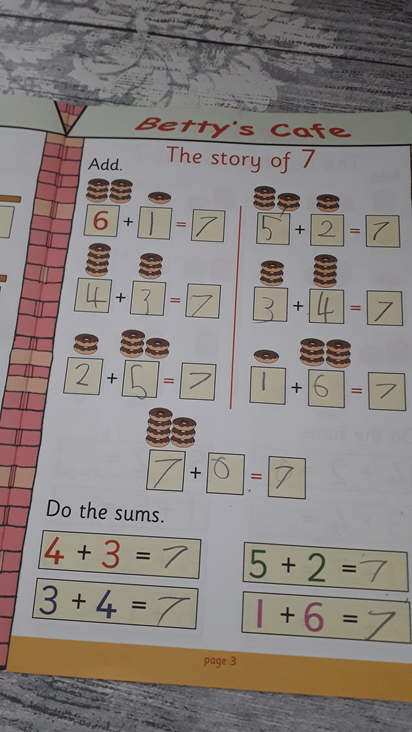 Betty's Cafe
The story of 7
Add.
6 + 1 = 7
5 + 2 = 7
4 + 3 = 7
3 + 4 = 7
2 + 5 = 7
1 + 6 = 7
7 + 0 = 7
Do the sums.
4 + 3 = 7
5 + 2 = 7
3 + 4 = 7
1 + 6 = 7
page 3